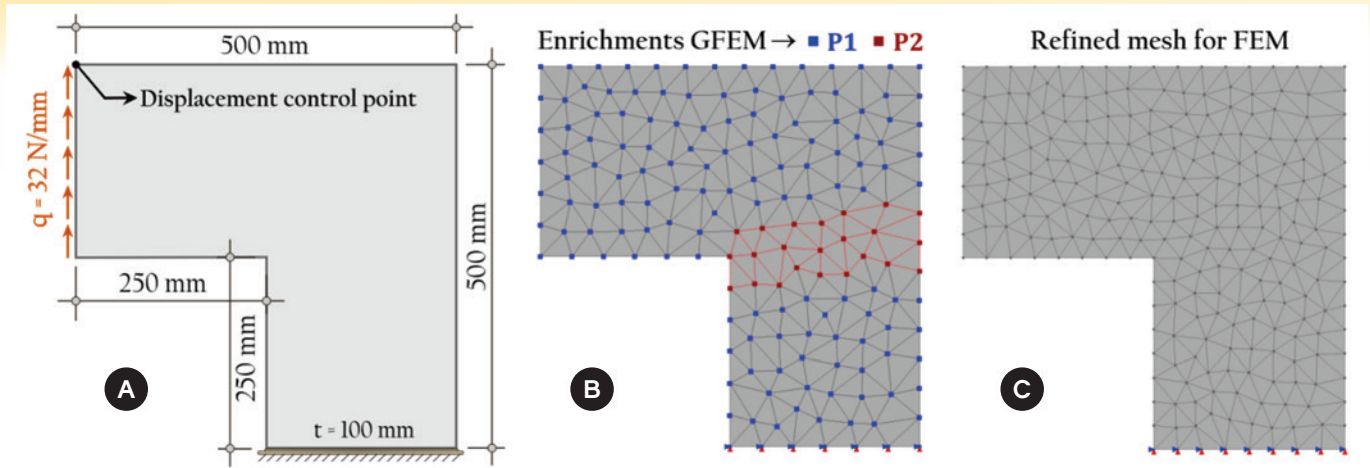 500 mm
Displacement control point
q = 32 N/mm
500 mm
250 mm
250 mm
t = 100 mm
A
Enrichments GFEM → P1 P2
B
Refined mesh for FEM
C